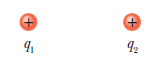 + +
q₁ q₂